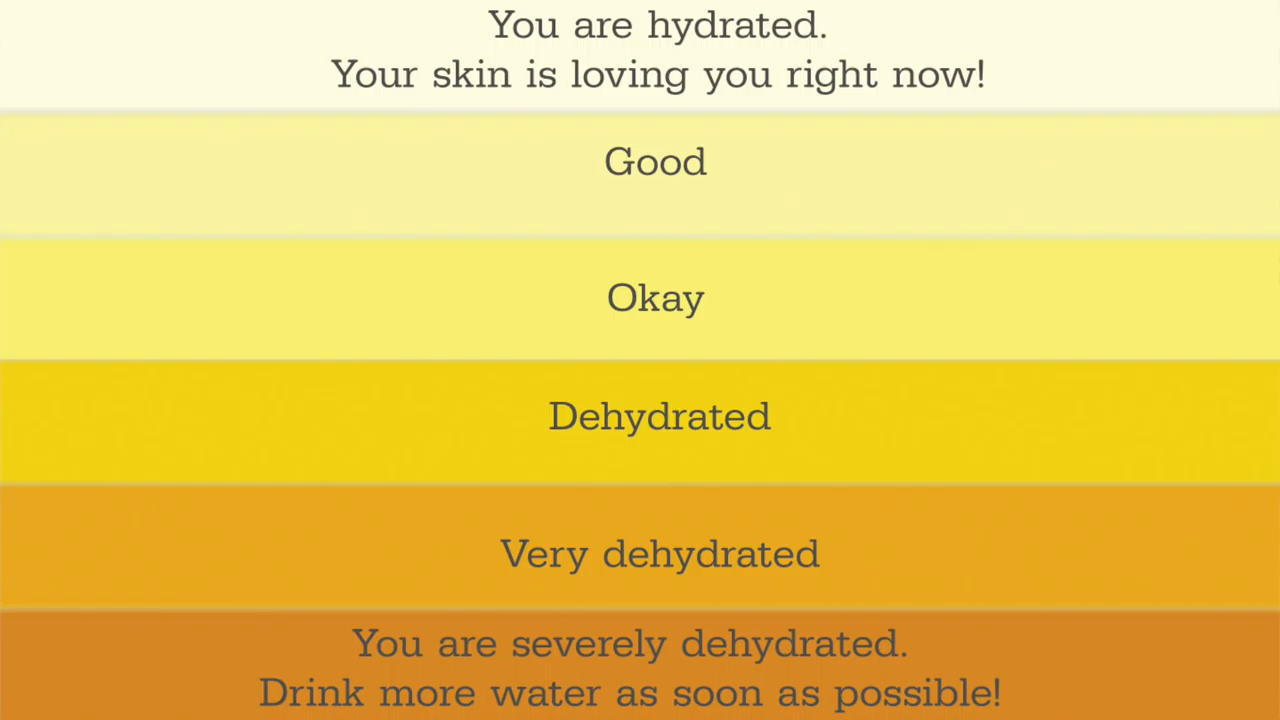 You are hydrated.
Your skin is loving you right now!
Good
Okay
Dehydrated
Very dehydrated
You are severely dehydrated.
Drink more water as soon as possible!